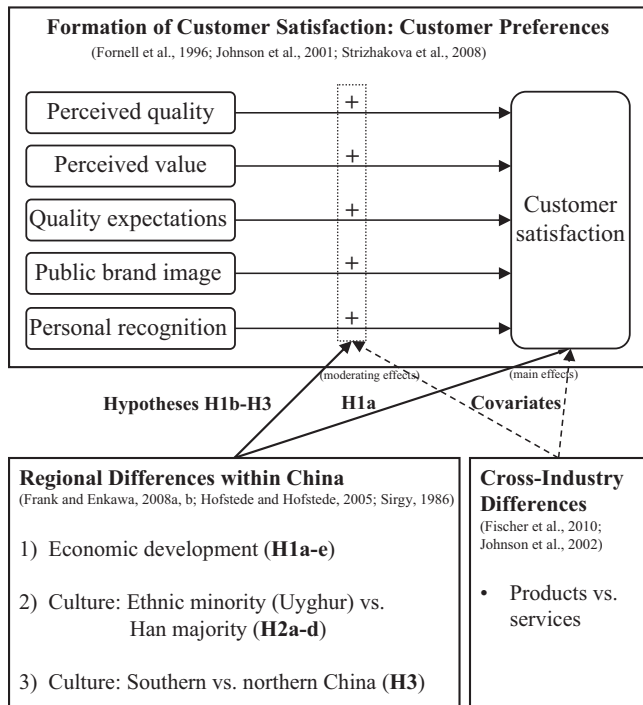 Formation of Customer Satisfaction: Customer Preferences
(Fornell et al., 1996; Johnson et al., 2001; Strizhakova et al., 2008)
Perceived quality
+
Perceived value
+
Quality expectations
+
Public brand image
+
Personal recognition
+
Customer
satisfaction
(moderating effects)
(main effects)
Hypotheses H1b-H3
H1a
Covariates
Regional Differences within China
(Frank and Enkawa, 2008a, b; Hofstede and Hofstede, 2005; Sirgy, 1986)
1) Economic development (H1a-e)
2) Culture: Ethnic minority (Uyghur) vs.
Han majority (H2a-d)
3) Culture: Southern vs. northern China (H3)
Cross-Industry
Differences
(Fischer et al., 2010;
Johnson et al., 2002)
• Products vs.
services